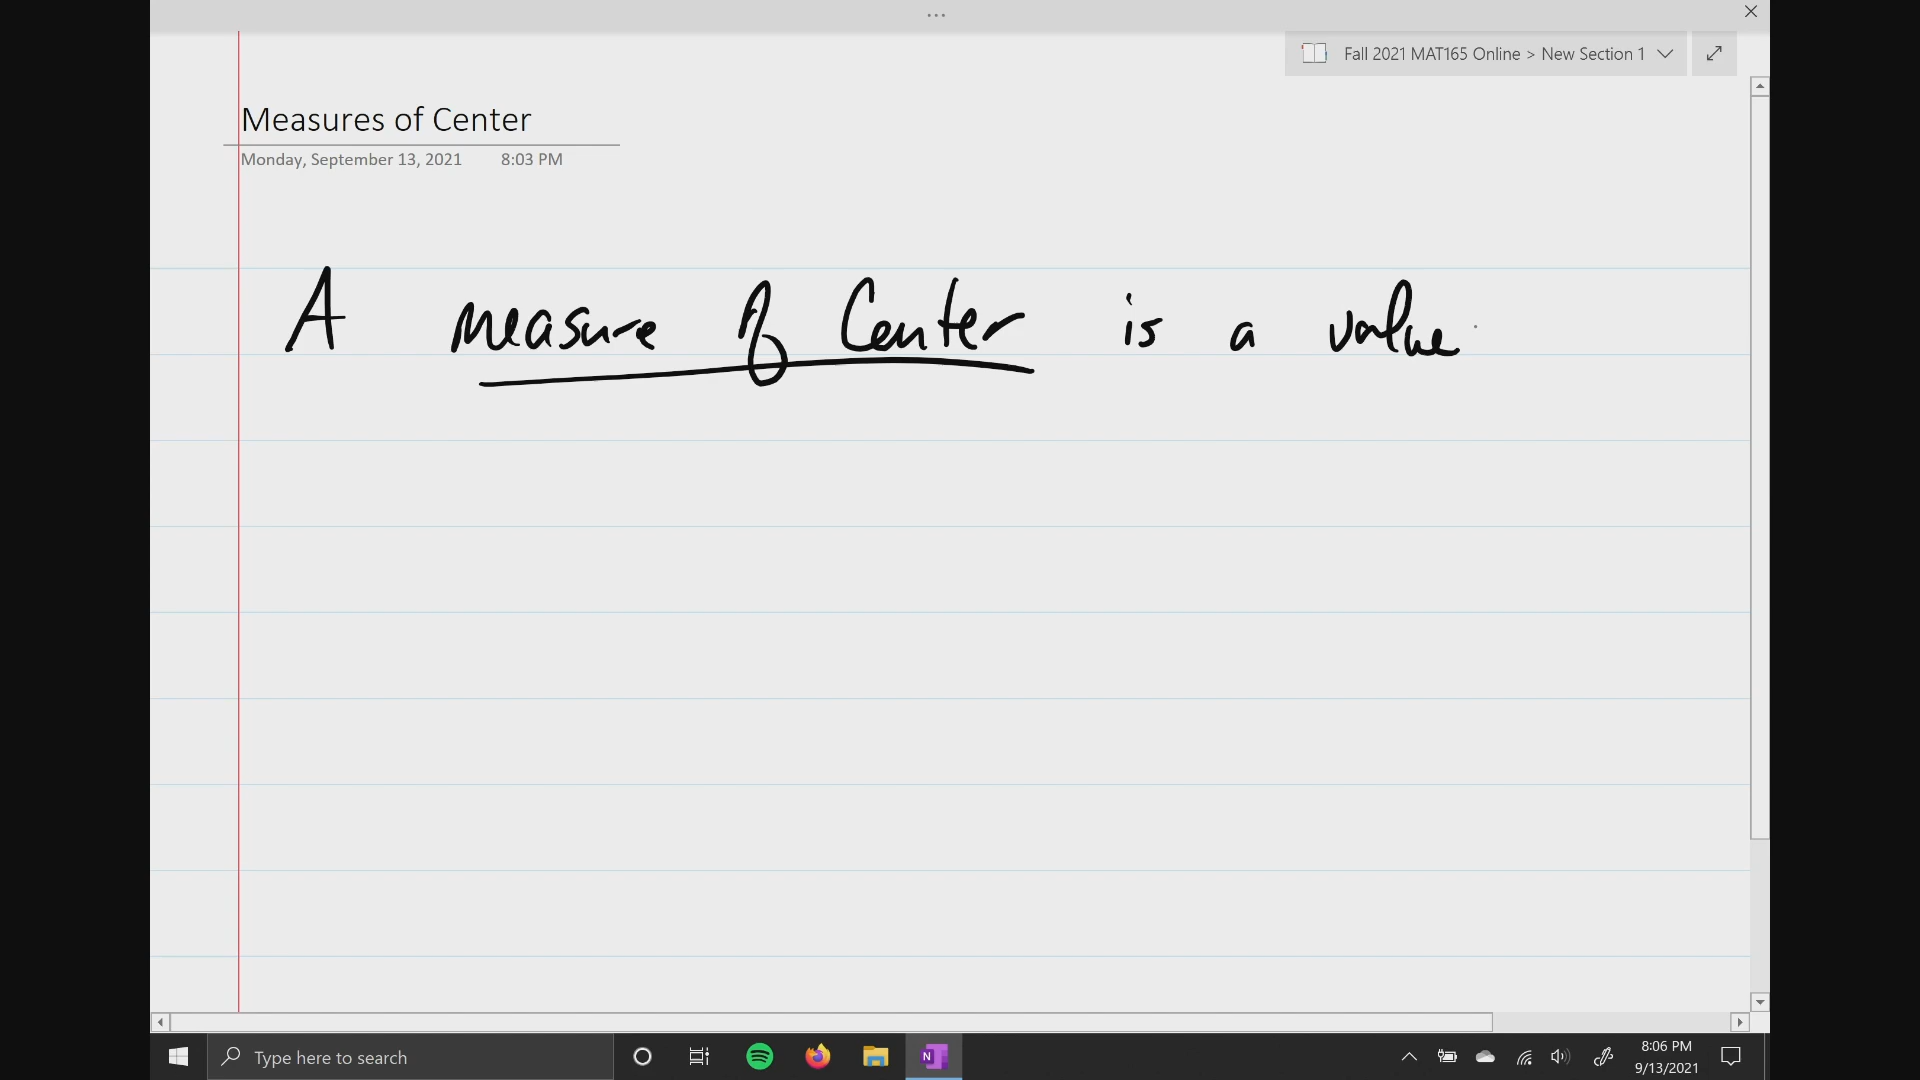 Fall 2021 MAT165 Online > New Section 1
Measures of Center
Monday, September 13, 2021 8:03 PM
A measure of Center is a value
Type here to search
N
8:06 PM
9/13/2021